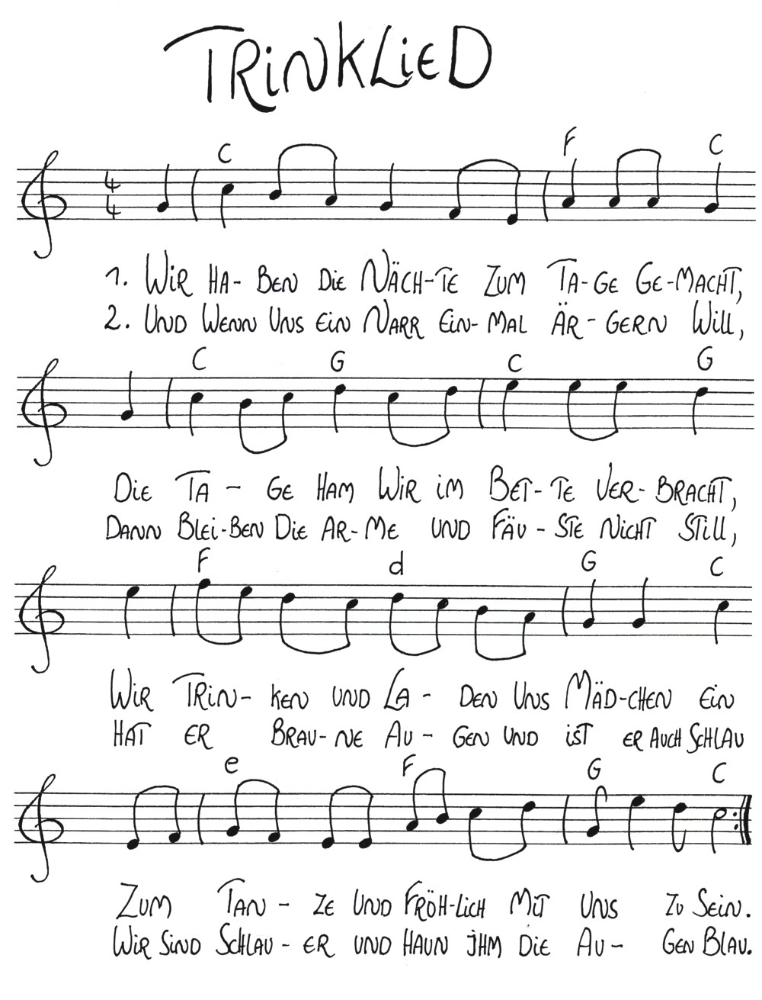 TRINKLIED
C F C
4
4
1. WIR HA- BEN DIE NÄCH-TE ZUM TA-GE GE-MACHT,
2. UND WENN UNS EIN NARR EIN-MAL ÄR-GERN WILL,
C G C G
DIE TA - GE HAM WIR IM BET-TE VER-BRACHT,
DANN BLEI-BEN DIE AR-ME UND FÄU-STE NICHT STILL,
F d G C
WIR TRIN- KEN UND LA- DEN UNS MÄD-CHEN EIN
HAT ER BRAU-NE AU- GEN UND IST ER AUCH SCHLAU
e F G C
ZUM TAN- ZE UND FRÖH-LICH MIT UNS ZU SEIN.
WIR SIND SCHLAU-ER UND HAUN IHM DIE AU- GEN BLAU.